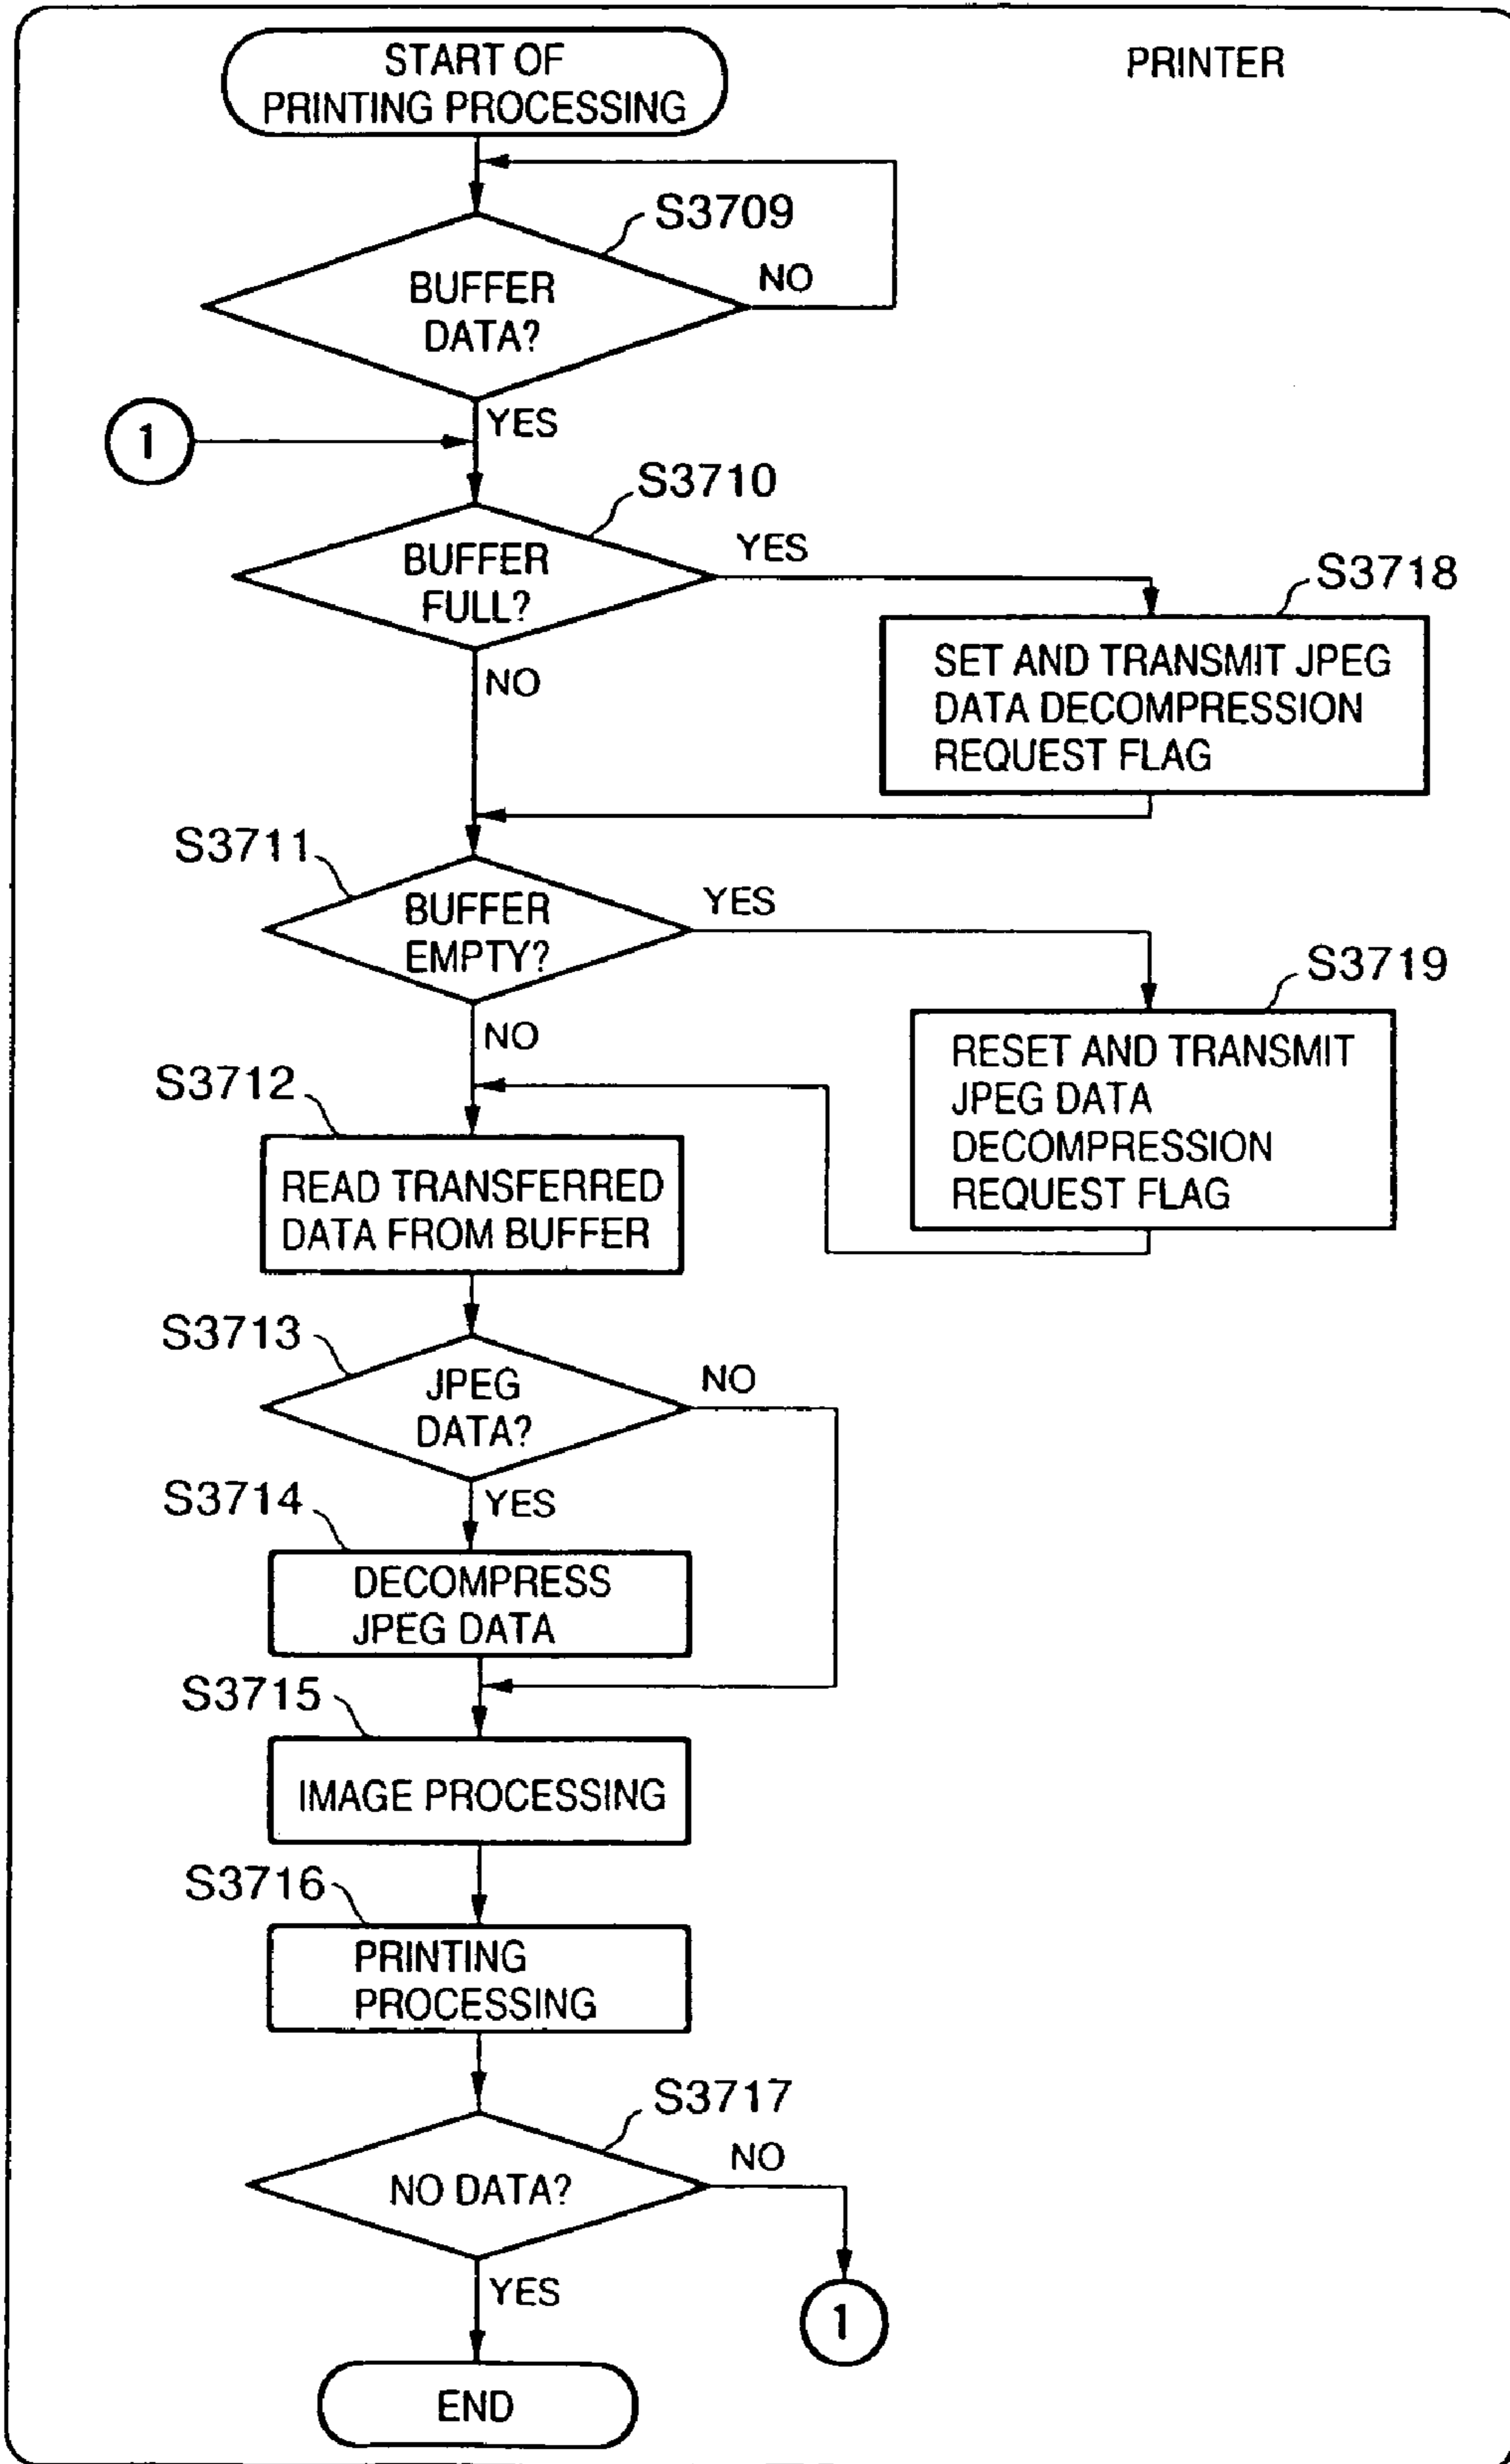 START OF
PRINTING PROCESSING
PRINTER
S3709
BUFFER
DATA?
NO
YES
1
S3710
BUFFER
FULL?
YES
NO
S3718
SET AND TRANSMIT JPEG
DATA DECOMPRESSION
REQUEST FLAG
S3711
BUFFER
EMPTY?
YES
NO
S3719
RESET AND TRANSMIT
JPEG DATA
DECOMPRESSION
REQUEST FLAG
S3712
READ TRANSFERRED
DATA FROM BUFFER
S3713
JPEG
DATA?
NO
YES
S3714
DECOMPRESS
JPEG DATA
S3715
IMAGE PROCESSING
S3716
PRINTING
PROCESSING
S3717
NO DATA?
NO
YES
1
END